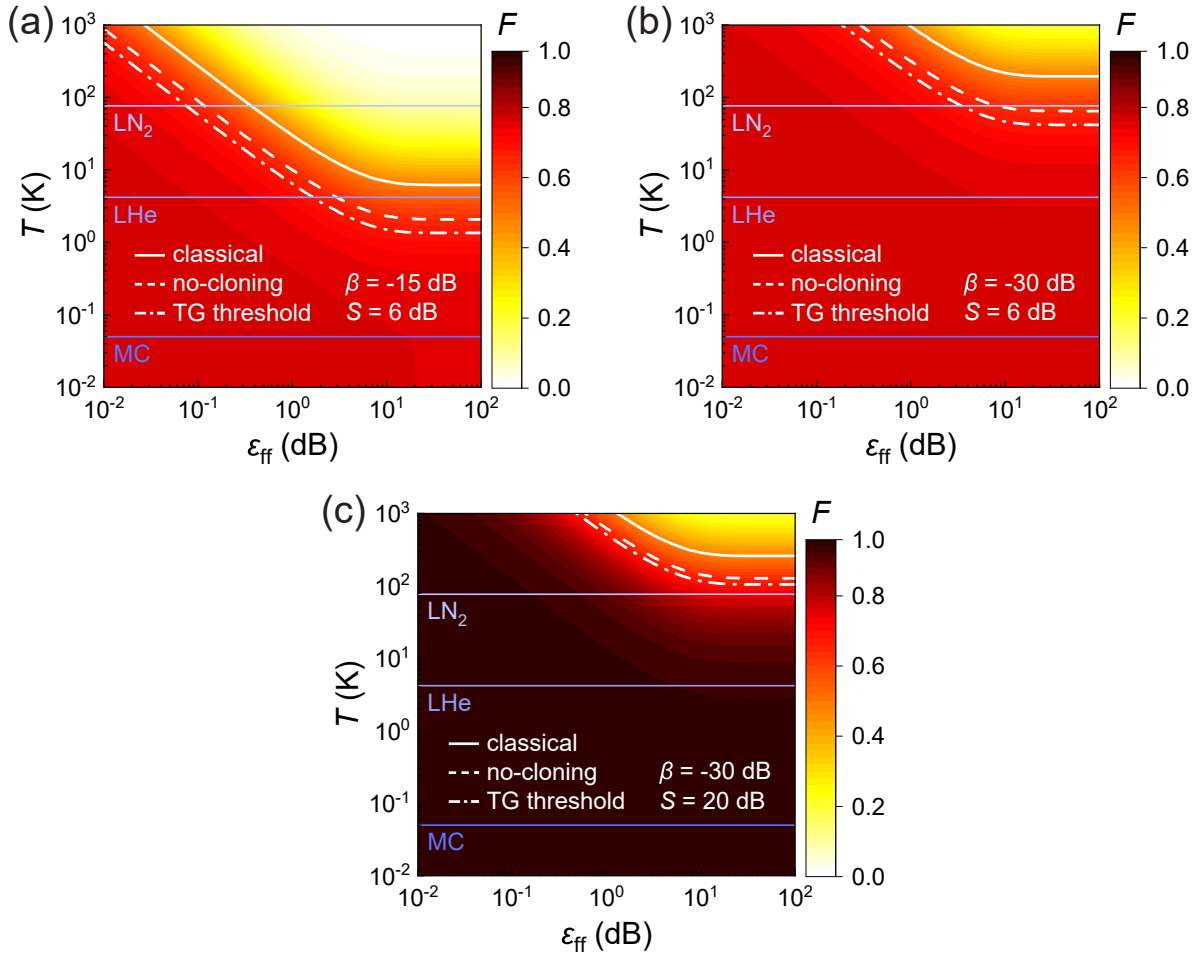 (a)
F
10³
10²
10¹
10⁰
10⁻¹
10⁻²
T (K)
LN₂
LHe
classical
no-cloning β = -15 dB
TG threshold S = 6 dB
MC
10⁻² 10⁻¹ 10⁰ 10¹ 10²
ε_ff (dB)
1.0
0.8
0.6
0.4
0.2
0.0
(b)
F
10³
10²
10¹
10⁰
10⁻¹
10⁻²
T (K)
LN₂
LHe
classical
no-cloning β = -30 dB
TG threshold S = 6 dB
MC
10⁻² 10⁻¹ 10⁰ 10¹ 10²
ε_ff (dB)
1.0
0.8
0.6
0.4
0.2
0.0
(c)
F
10³
10²
10¹
10⁰
10⁻¹
10⁻²
T (K)
LN₂
LHe
classical
no-cloning β = -30 dB
TG threshold S = 20 dB
MC
10⁻² 10⁻¹ 10⁰ 10¹ 10²
ε_ff (dB)
1.0
0.8
0.6
0.4
0.2
0.0